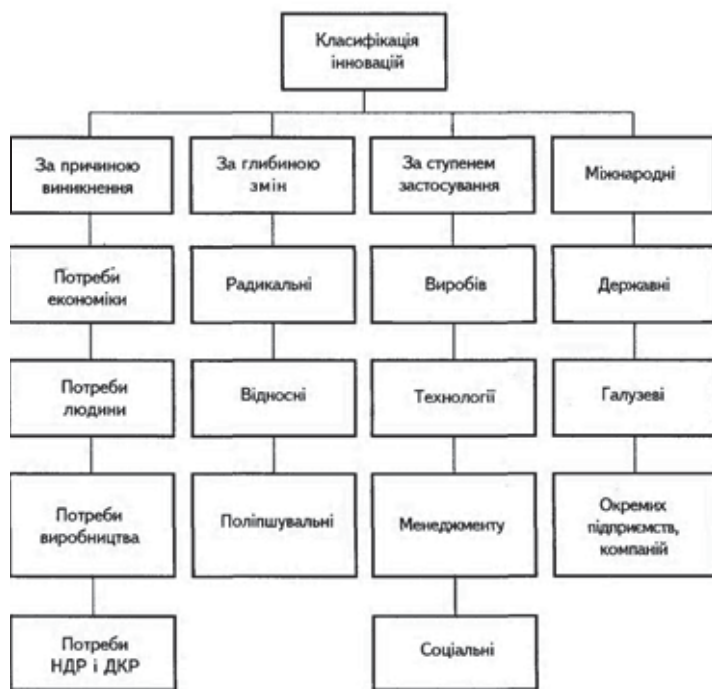 Класифікація
інновацій
За причиною
виникнення
За глибиною
змін
За ступенем
застосування
Міжнародні
Потреби
економіки
Радикальні
Виробів
Державні
Потреби
людини
Відносні
Технології
Галузеві
Потреби
виробництва
Поліпшувальні
Менеджменту
Окремих
підприємств,
компаній
Потреби
НДР і ДКР
Соціальні